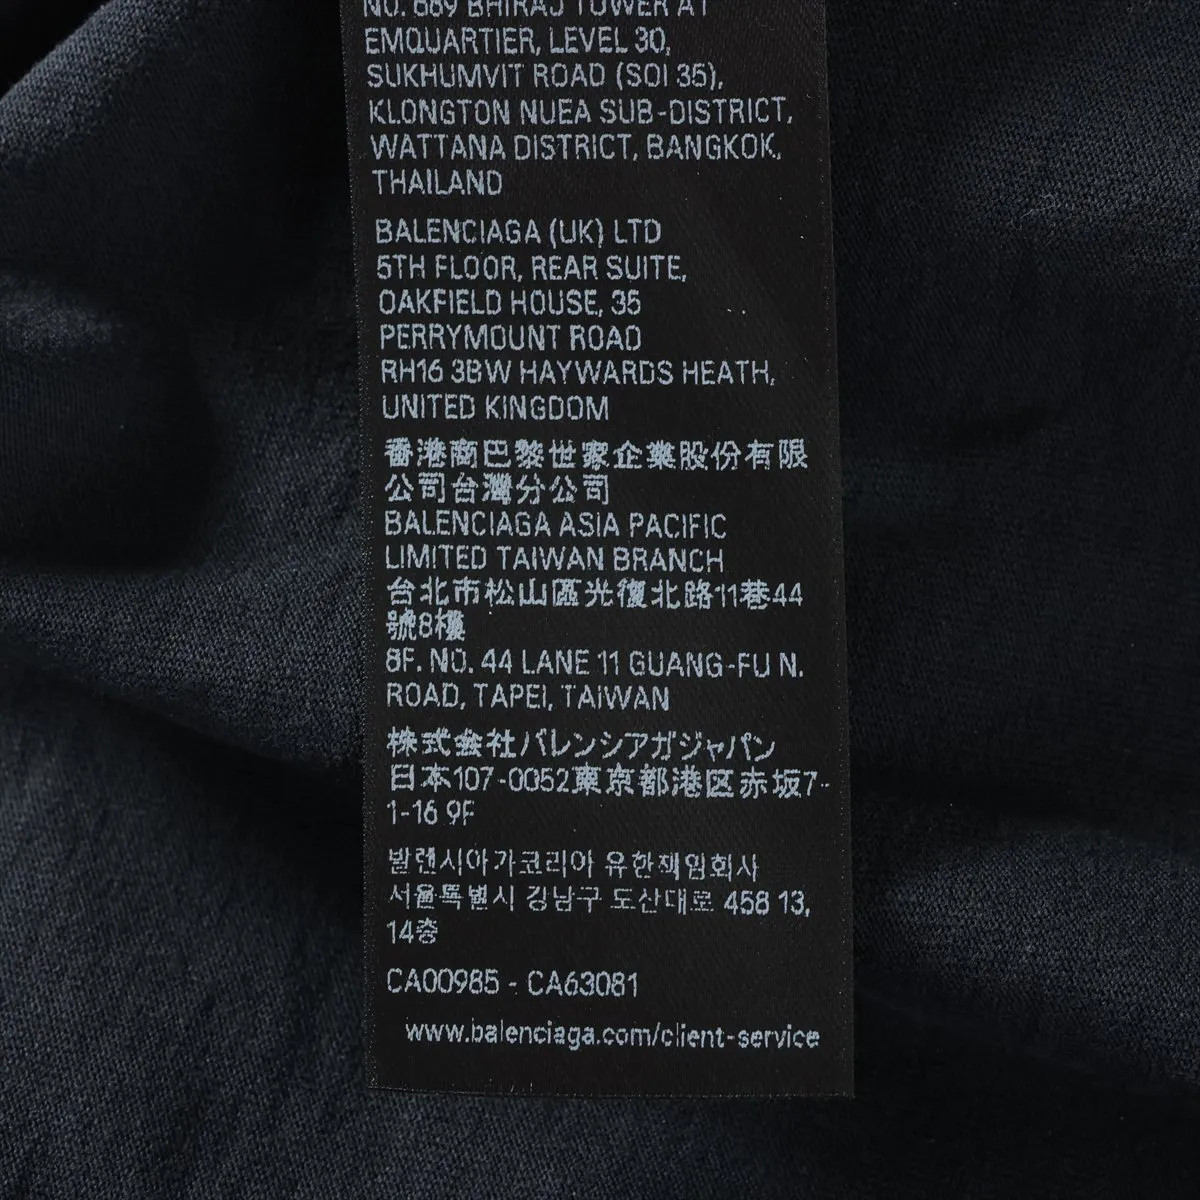 NO. 689 BHIRAJ TOWER AT
EMQUARTIER, LEVEL 30,
SUKHUMVIT ROAD (SOI 35),
KLONGTON NUEA SUB-DISTRICT,
WATTANA DISTRICT, BANGKOK,
THAILAND
BALENCIAGA (UK) LTD
5TH FLOOR, REAR SUITE,
OAKFIELD HOUSE, 35
PERRYMOUNT ROAD
RH16 3BW HAYWARDS HEATH,
UNITED KINGDOM
香港商巴黎世家企業股份有限
公司台灣分公司
BALENCIAGA ASIA PACIFIC
LIMITED TAIWAN BRANCH
台北市松山區光復北路11巷44
號8樓
8F. NO. 44 LANE 11 GUANG-FU N.
ROAD, TAPEI, TAIWAN
株式会社バレンシアガジャパン
日本107-0052東京都港区赤坂7-
1-16 9F
발렌시아가코리아 유한책임회사
서울특별시 강남구 도산대로 458 13,
14층
CA00985 - CA63081
www.balenciaga.com/client-service